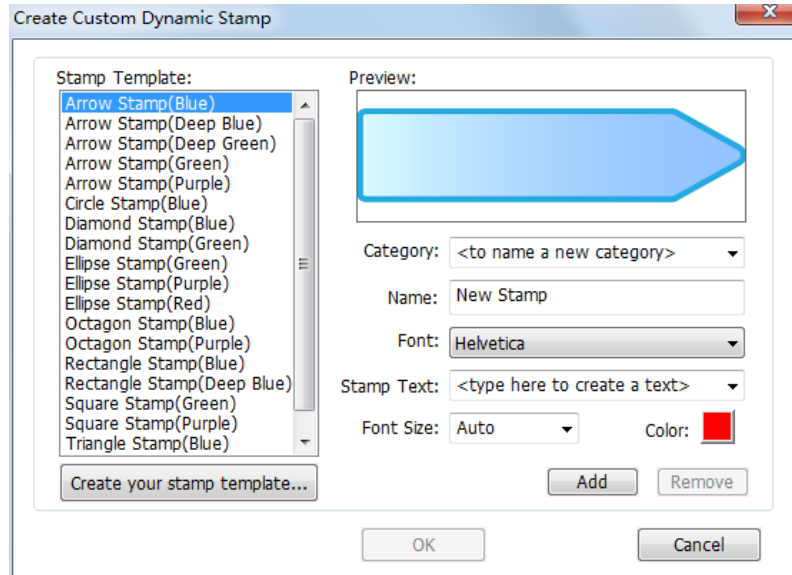 Create Custom Dynamic Stamp
X
Stamp Template:
Arrow Stamp(Blue)
Arrow Stamp(Deep Blue)
Arrow Stamp(Deep Green)
Arrow Stamp(Green)
Arrow Stamp(Purple)
Circle Stamp(Blue)
Diamond Stamp(Blue)
Diamond Stamp(Green)
Ellipse Stamp(Green)
Ellipse Stamp(Purple)
Ellipse Stamp(Red)
Octagon Stamp(Blue)
Octagon Stamp(Purple)
Rectangle Stamp(Blue)
Rectangle Stamp(Deep Blue)
Square Stamp(Green)
Square Stamp(Purple)
Triangle Stamp(Blue)
Create your stamp template...
Preview:
Category: <to name a new category>
Name: New Stamp
Font: Helvetica
Stamp Text: <type here to create a text>
Font Size: Auto Color:
Add Remove
OK Cancel